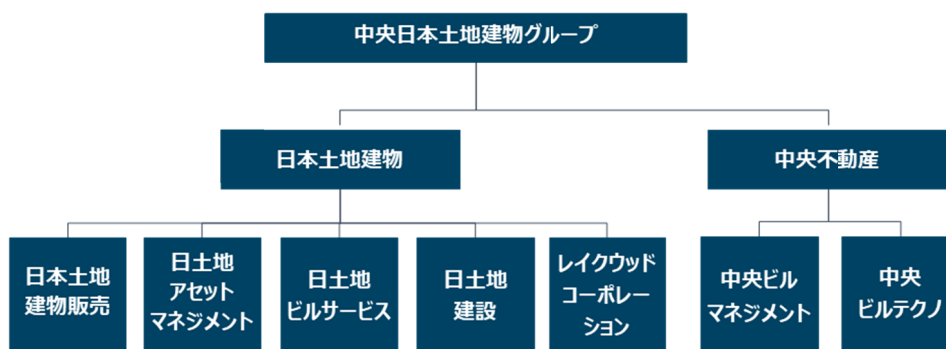 中央日本土地建物グループ
日本土地建物
中央不動産
日本土地
建物販売
日土地
アセット
マネジメント
日土地
ビルサービス
日土地
建設
レイクウッド
コーポレー
ション
中央ビル
マネジメント
中央
ビルテクノ